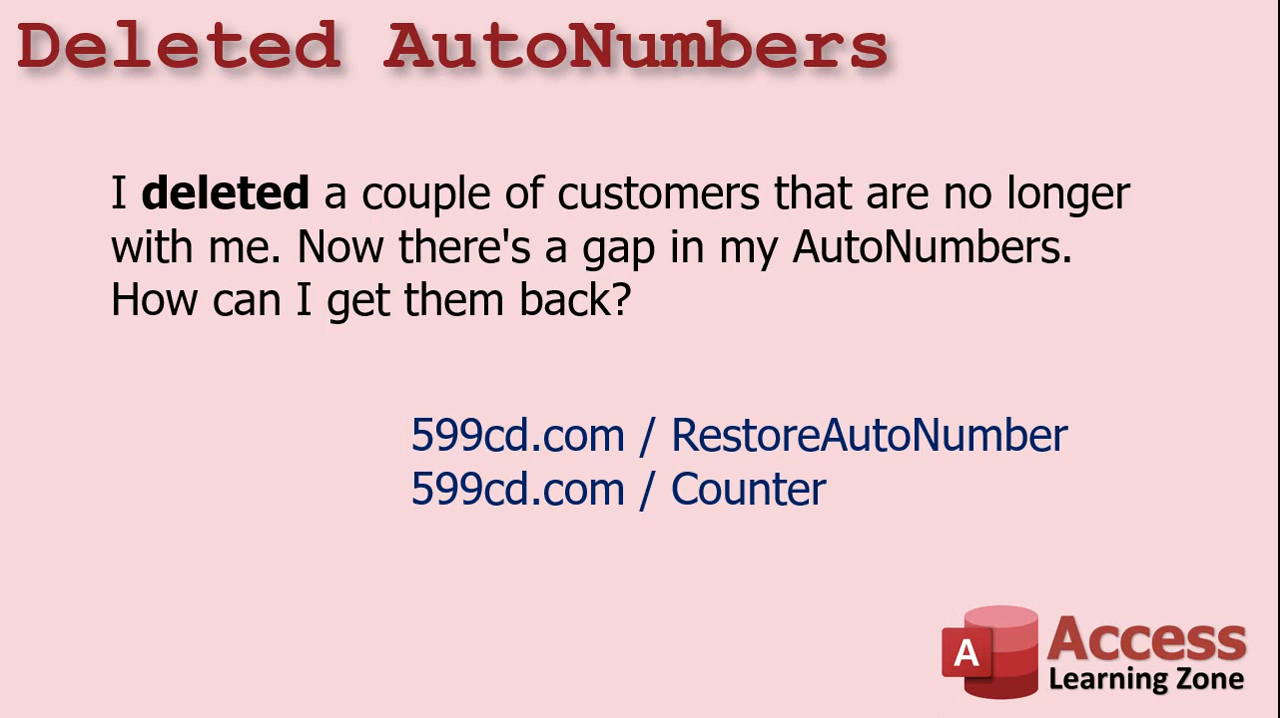 Deleted AutoNumbers
I deleted a couple of customers that are no longer
with me. Now there's a gap in my AutoNumbers.
How can I get them back?
599cd.com / RestoreAutoNumber
599cd.com / Counter
A
Access
Learning Zone